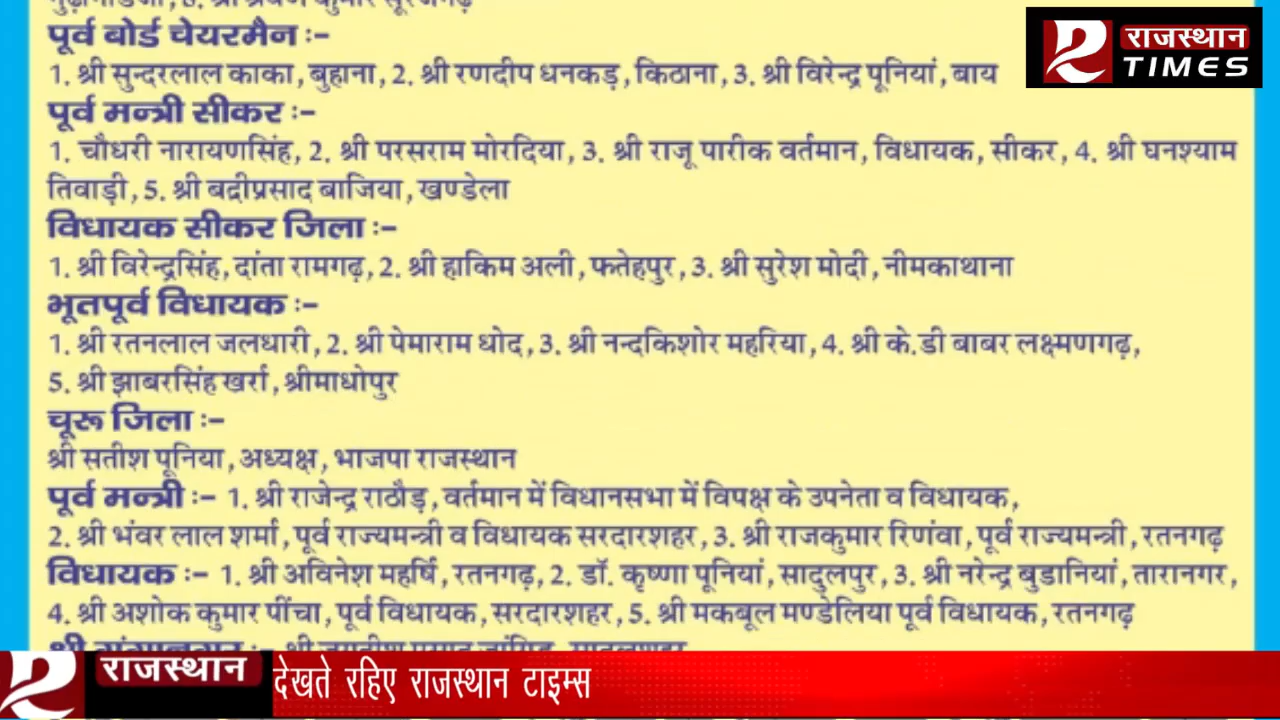 पूर्व बोर्ड चेयरमैन :-
1. श्री सुन्दरलाल काका, बुहाना, 2. श्री रणदीप धनकड़, किठाना, 3. श्री विरेन्द्र पूनियां, बाय
पूर्व मन्त्री सीकर :-
1. चौधरी नारायणसिंह, 2. श्री परसराम मोरदिया, 3. श्री राजू पारीक वर्तमान, विधायक, सीकर, 4. श्री घनश्याम
तिवाड़ी, 5. श्री बद्रीप्रसाद बाजिया, खण्डेला
विधायक सीकर जिला :-
1. श्री विरेन्द्रसिंह, दांता रामगढ़, 2. श्री हाकिम अली, फतेहपुर, 3. श्री सुरेश मोदी, नीमकाथाना
भूतपूर्व विधायक :-
1. श्री रतनलाल जलधारी, 2. श्री पेमाराम धोद, 3. श्री नन्दकिशोर महरिया, 4. श्री के.डी बाबर लक्ष्मणगढ़,
5. श्री झाबरसिंह खर्रा, श्रीमाधोपुर
चूरू जिला :-
श्री सतीश पूनिया, अध्यक्ष, भाजपा राजस्थान
पूर्व मन्त्री :- 1. श्री राजेन्द्र राठौड़, वर्तमान में विधानसभा में विपक्ष के उपनेता व विधायक,
2. श्री भंवर लाल शर्मा, पूर्व राज्यमन्त्री व विधायक सरदारशहर, 3. श्री राजकुमार रिणंवा, पूर्व राज्यमन्त्री, रतनगढ़
विधायक :- 1. श्री अविनेश महर्षि, रतनगढ़, 2. डॉ. कृष्णा पूनियां, सादुलपुर, 3. श्री नरेन्द्र बुडानियां, तारानगर,
4. श्री अशोक कुमार पींचा, पूर्व विधायक, सरदारशहर, 5. श्री मकबूल मण्डेलिया पूर्व विधायक, रतनगढ़
राजस्थान
TIMES
राजस्थान
देखते रहिए राजस्थान टाइम्स